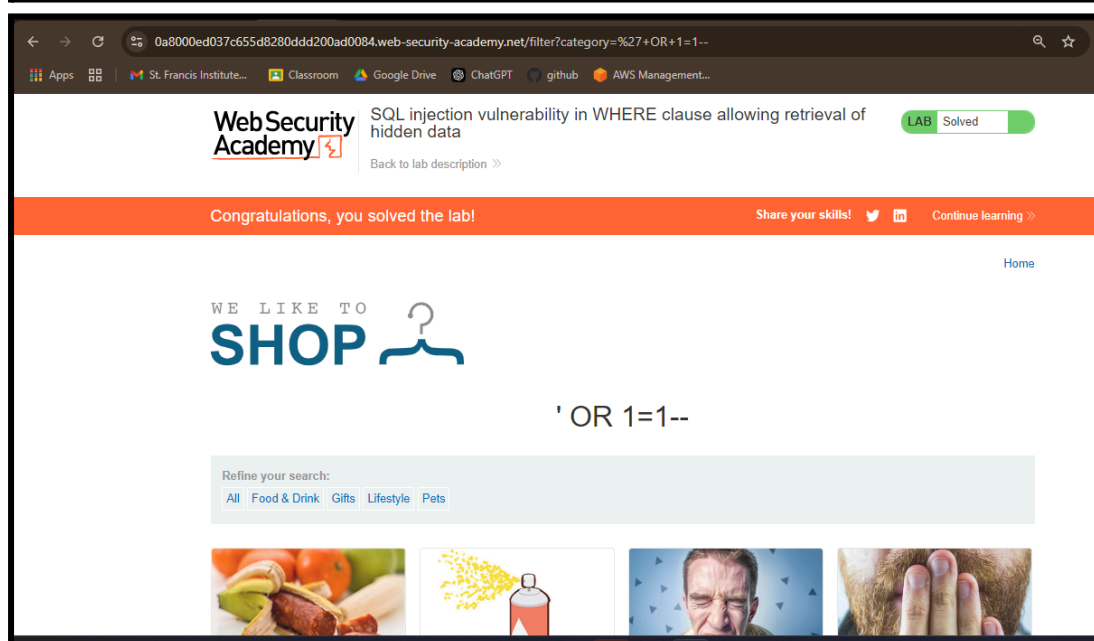 0a8000ed037c655d8280ddd200ad0084.web-security-academy.net/filter?category=%27+OR+1=1--
Apps St. Francis Institute... Classroom Google Drive ChatGPT github AWS Management...
Web Security
Academy
SQL injection vulnerability in WHERE clause allowing retrieval of
hidden data
Back to lab description »
LAB Solved
Congratulations, you solved the lab!
Share your skills! in Continue learning »
Home
WE LIKE TO
SHOP
' OR 1=1--
Refine your search:
All Food & Drink Gifts Lifestyle Pets